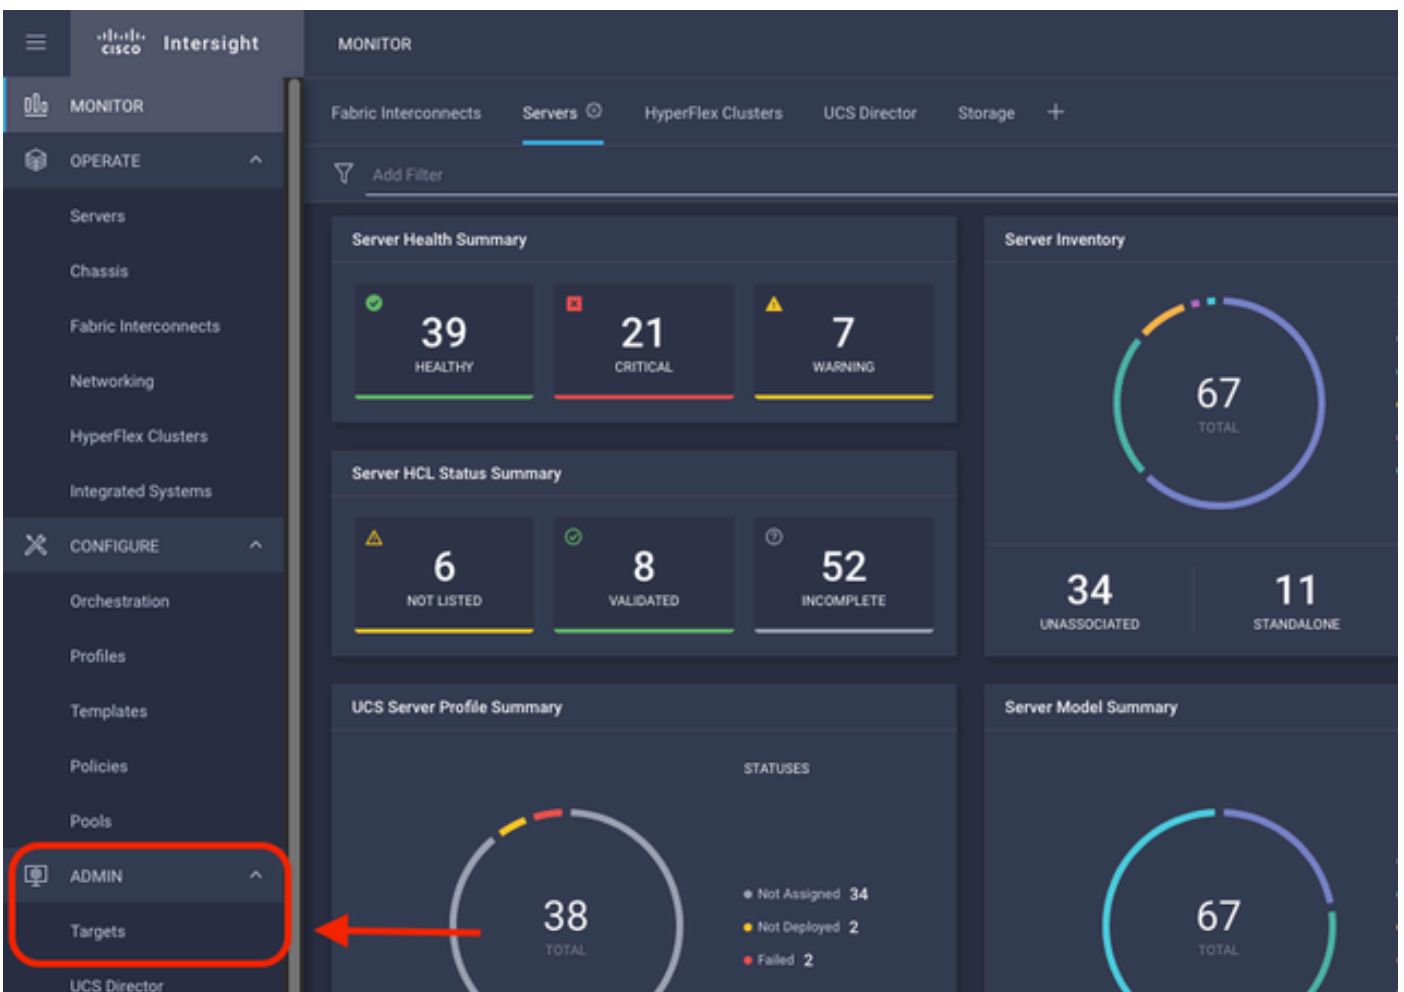 cisco Intersight
MONITOR
MONITOR
OPERATE
Servers
Chassis
Fabric Interconnects
Networking
HyperFlex Clusters
Integrated Systems
CONFIGURE
Orchestration
Profiles
Templates
Policies
Pools
ADMIN
Targets
UCS Director
Fabric Interconnects Servers HyperFlex Clusters UCS Director Storage +
Add Filter
Server Health Summary
39 21 7
HEALTHY CRITICAL WARNING
Server Inventory
67
TOTAL
34 11
UNASSOCIATED STANDALONE
Server HCL Status Summary
6 8 52
NOT LISTED VALIDATED INCOMPLETE
UCS Server Profile Summary
STATUSES
38
TOTAL
Not Assigned 34
Not Deployed 2
Failed 2
Server Model Summary
67
TOTAL